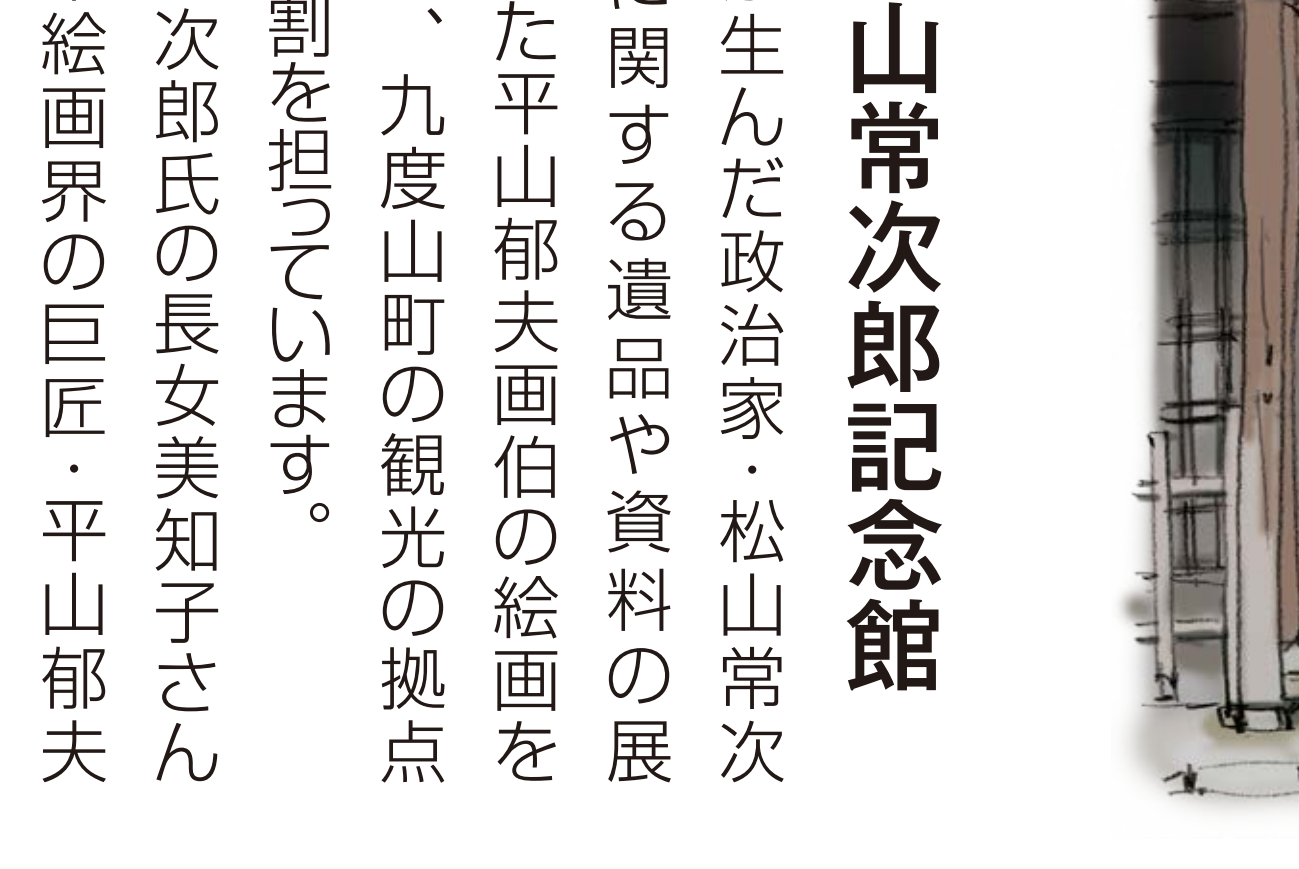 山常次郎記念館
生んだ政治家・松山常次
関する遺品や資料の展
た平山郁夫画伯の絵画を
、九度山町の観光の拠点
割を担っています。
次郎氏の長女美知子さん
絵画界の巨匠・平山郁夫